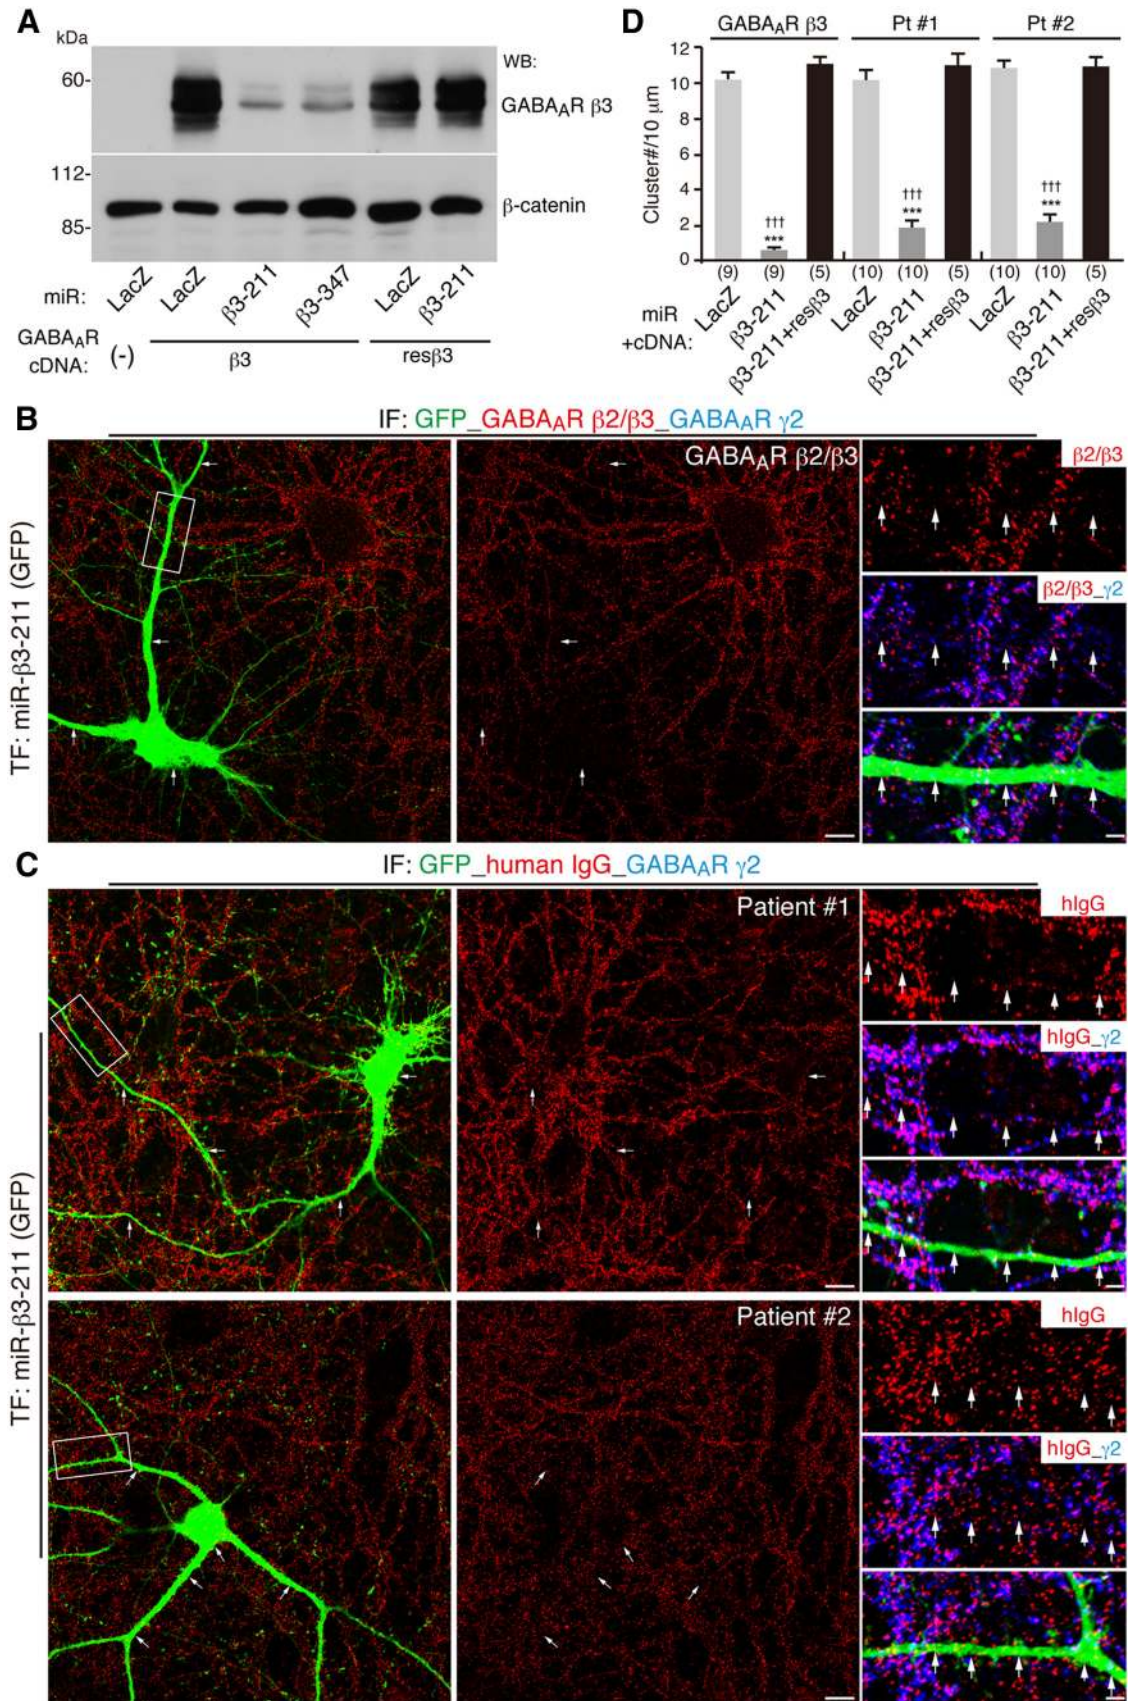 A
kDa
WB:
60-
GABAAR β3
112-
β-catenin
85-
miR:
LacZ
LacZ
β3-211
β3-347
LacZ
β3-211
GABAAR
cDNA:
(-)
β3
resβ3
D
GABAAR β3
Pt #1
Pt #2
Cluster#/10 μm
12
10
8
6
4
2
0
†††
***
†††
***
†††
***
(9)
(9)
(5)
(10)
(10)
(5)
(10)
(10)
(5)
miR
+cDNA:
LacZ
β3-211
β3-211+resβ3
LacZ
β3-211
β3-211+resβ3
LacZ
β3-211
β3-211+resβ3
B
IF: GFP_GABAAR β2/β3_GABAAR γ2
TF: miR-β3-211 (GFP)
GABAAR β2/β3
β2/β3
β2/β3_γ2
C
IF: GFP_human IgG_GABAAR γ2
TF: miR-β3-211 (GFP)
Patient #1
hIgG
hIgG_γ2
Patient #2
hIgG
hIgG_γ2